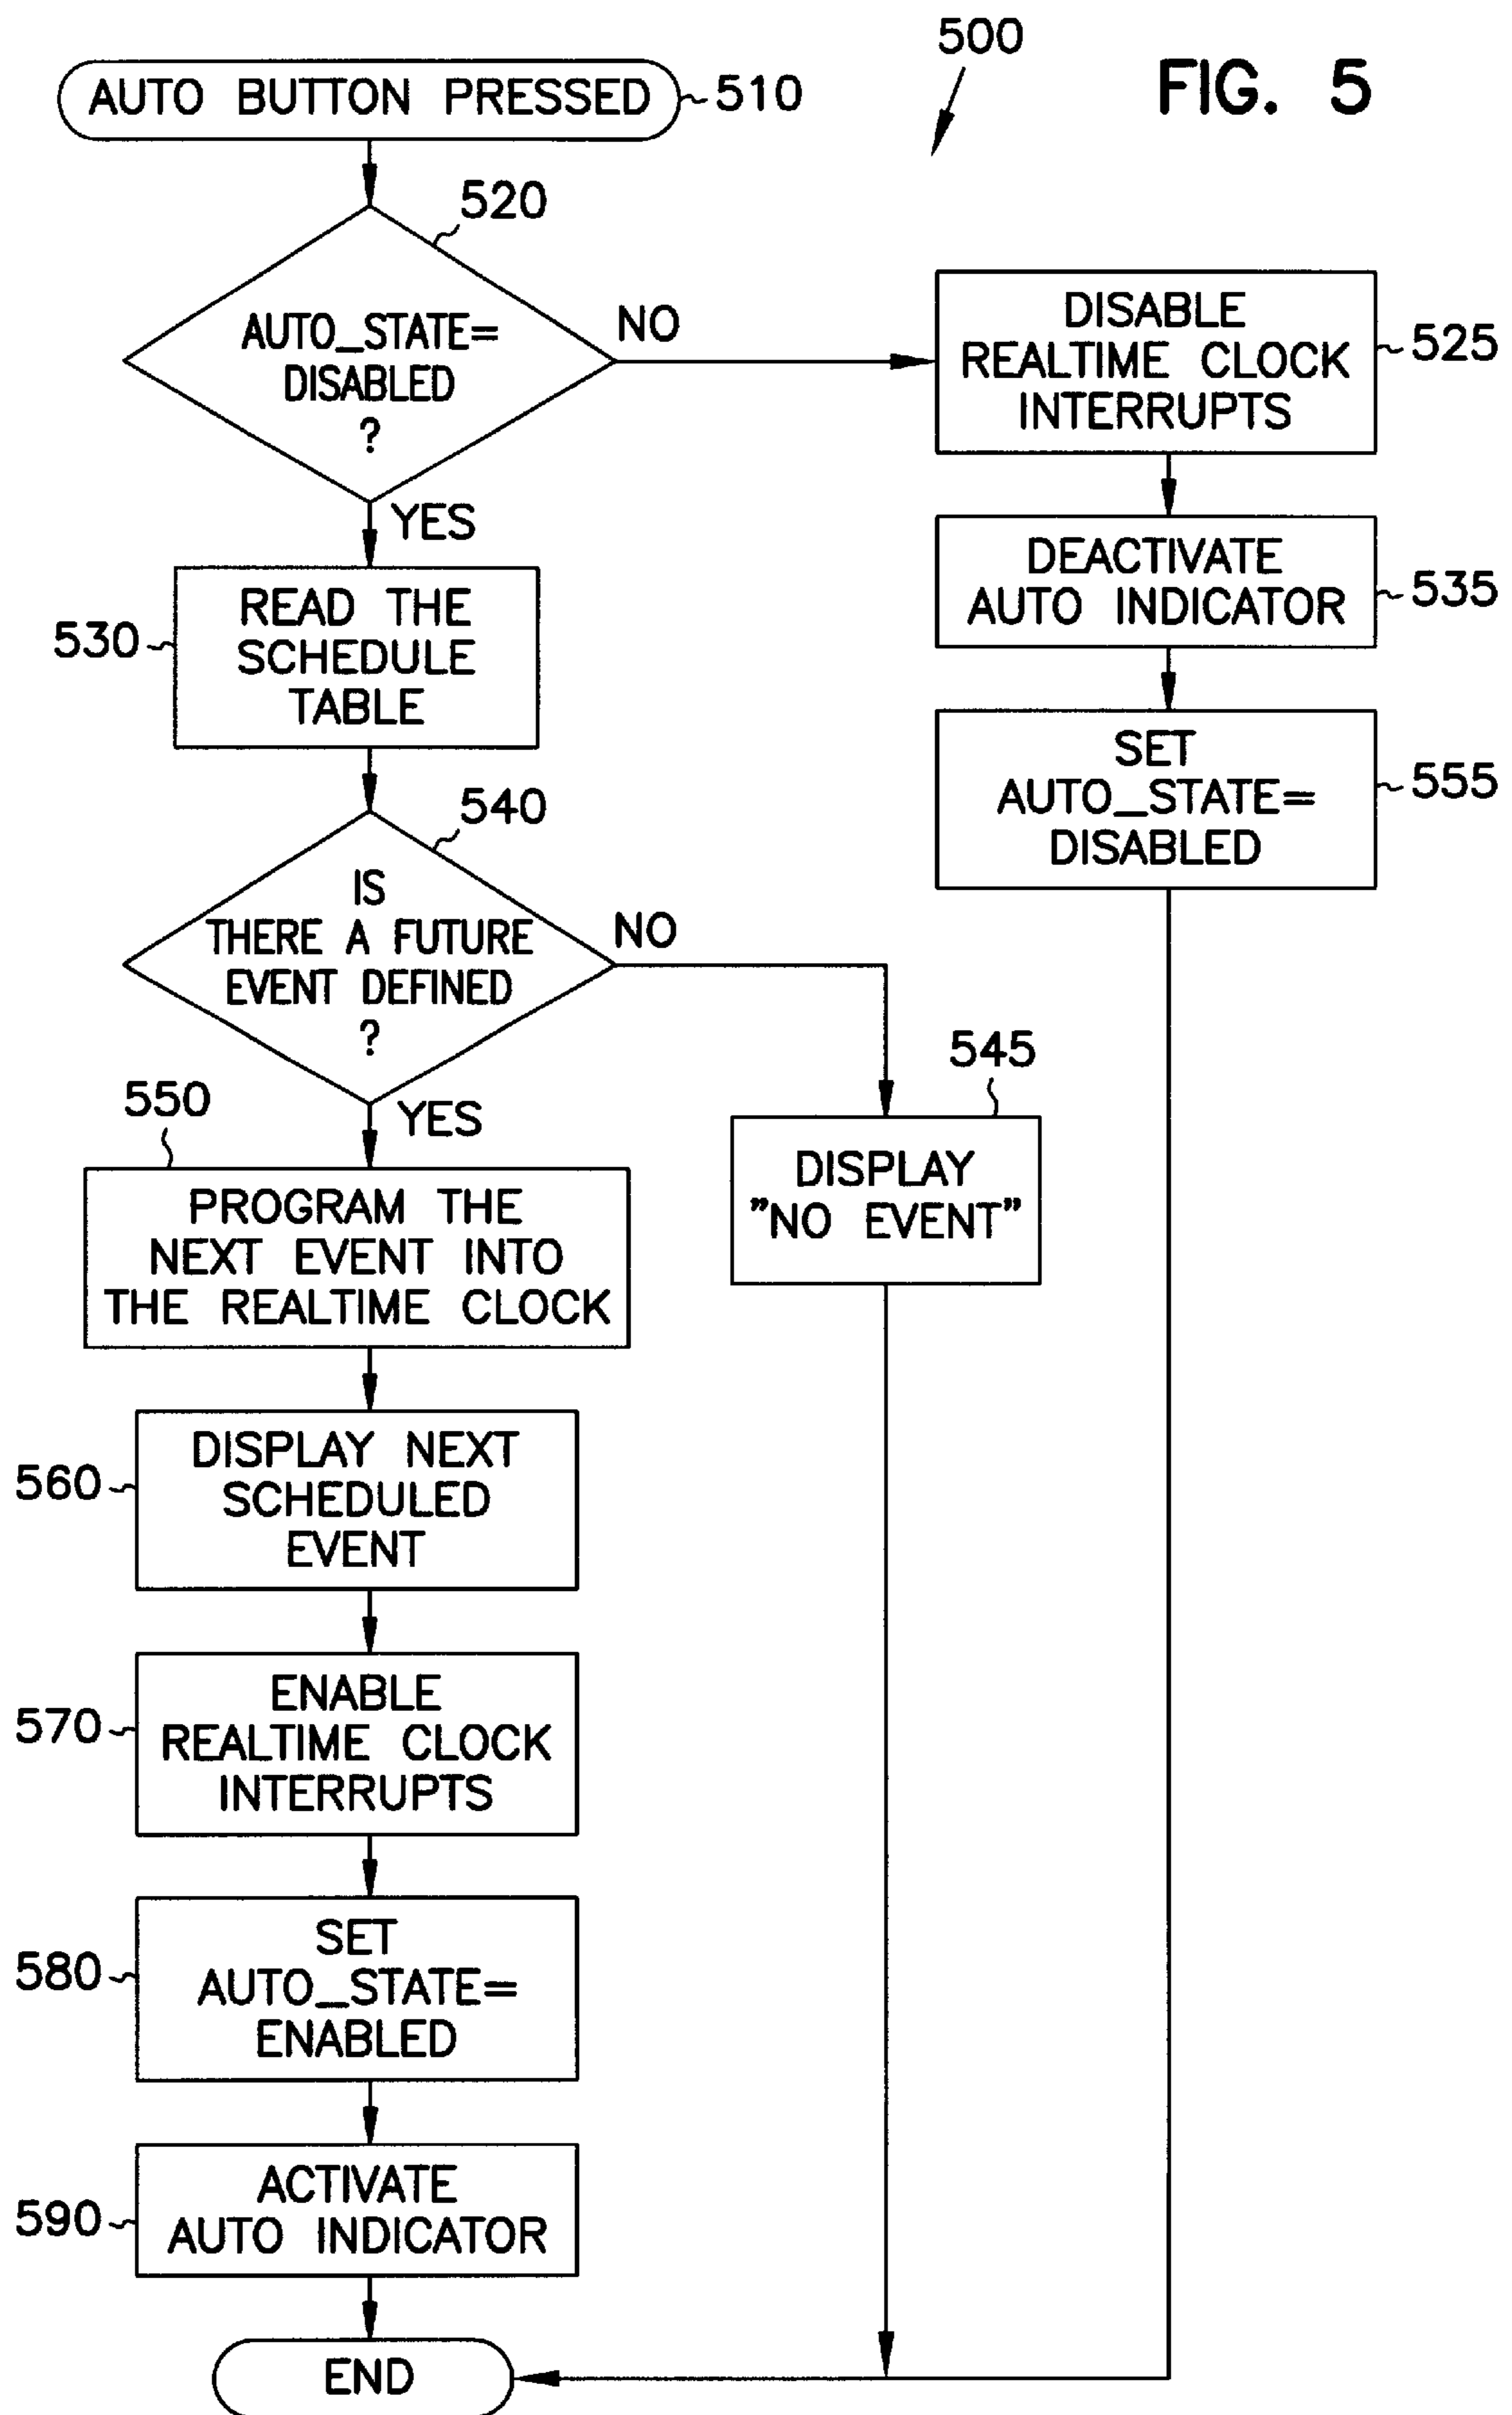 500
FIG. 5
AUTO BUTTON PRESSED
510
520
AUTO_STATE=
DISABLED
?
NO
YES
DISABLE
REALTIME CLOCK
INTERRUPTS
525
DEACTIVATE
AUTO INDICATOR
535
SET
AUTO_STATE=
DISABLED
555
530
READ THE
SCHEDULE
TABLE
540
IS
THERE A FUTURE
EVENT DEFINED
?
NO
YES
545
DISPLAY
"NO EVENT"
550
PROGRAM THE
NEXT EVENT INTO
THE REALTIME CLOCK
560
DISPLAY NEXT
SCHEDULED
EVENT
570
ENABLE
REALTIME CLOCK
INTERRUPTS
580
SET
AUTO_STATE=
ENABLED
590
ACTIVATE
AUTO INDICATOR
END